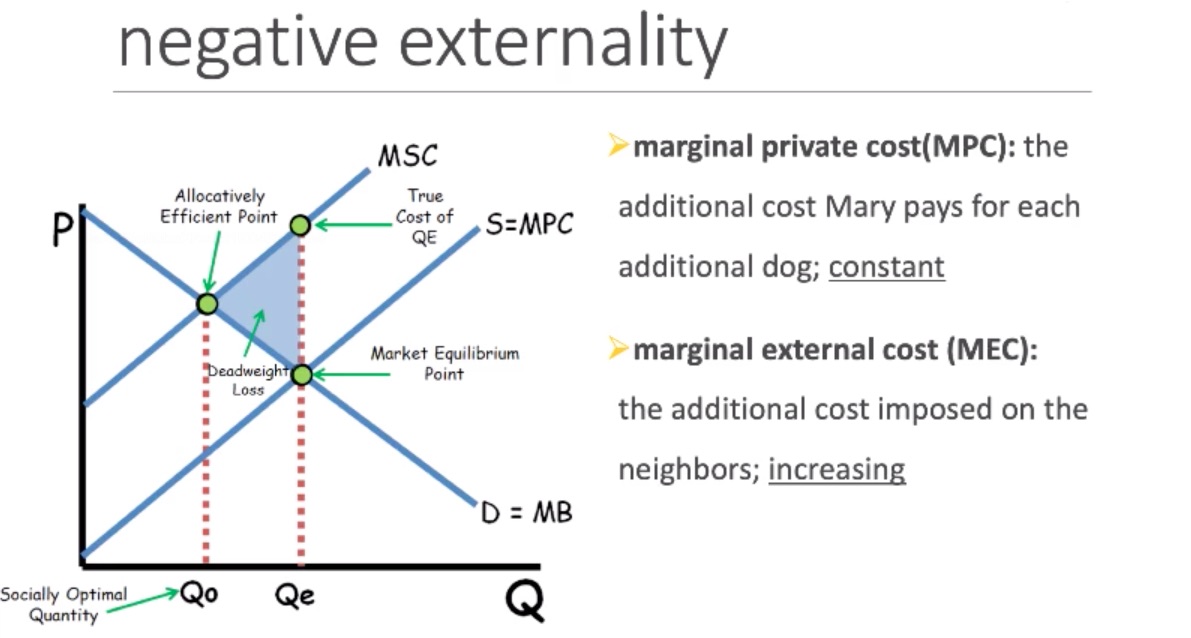 negative externality
MSC
Allocatively
Efficient Point
True
Cost of
QE
P
S=MPC
Market Equilibrium
Point
Deadweight
Loss
D = MB
Socially Optimal
Quantity
Qo
Qe
Q
➢marginal private cost(MPC): the
additional cost Mary pays for each
additional dog; constant
➢marginal external cost (MEC):
the additional cost imposed on the
neighbors; increasing